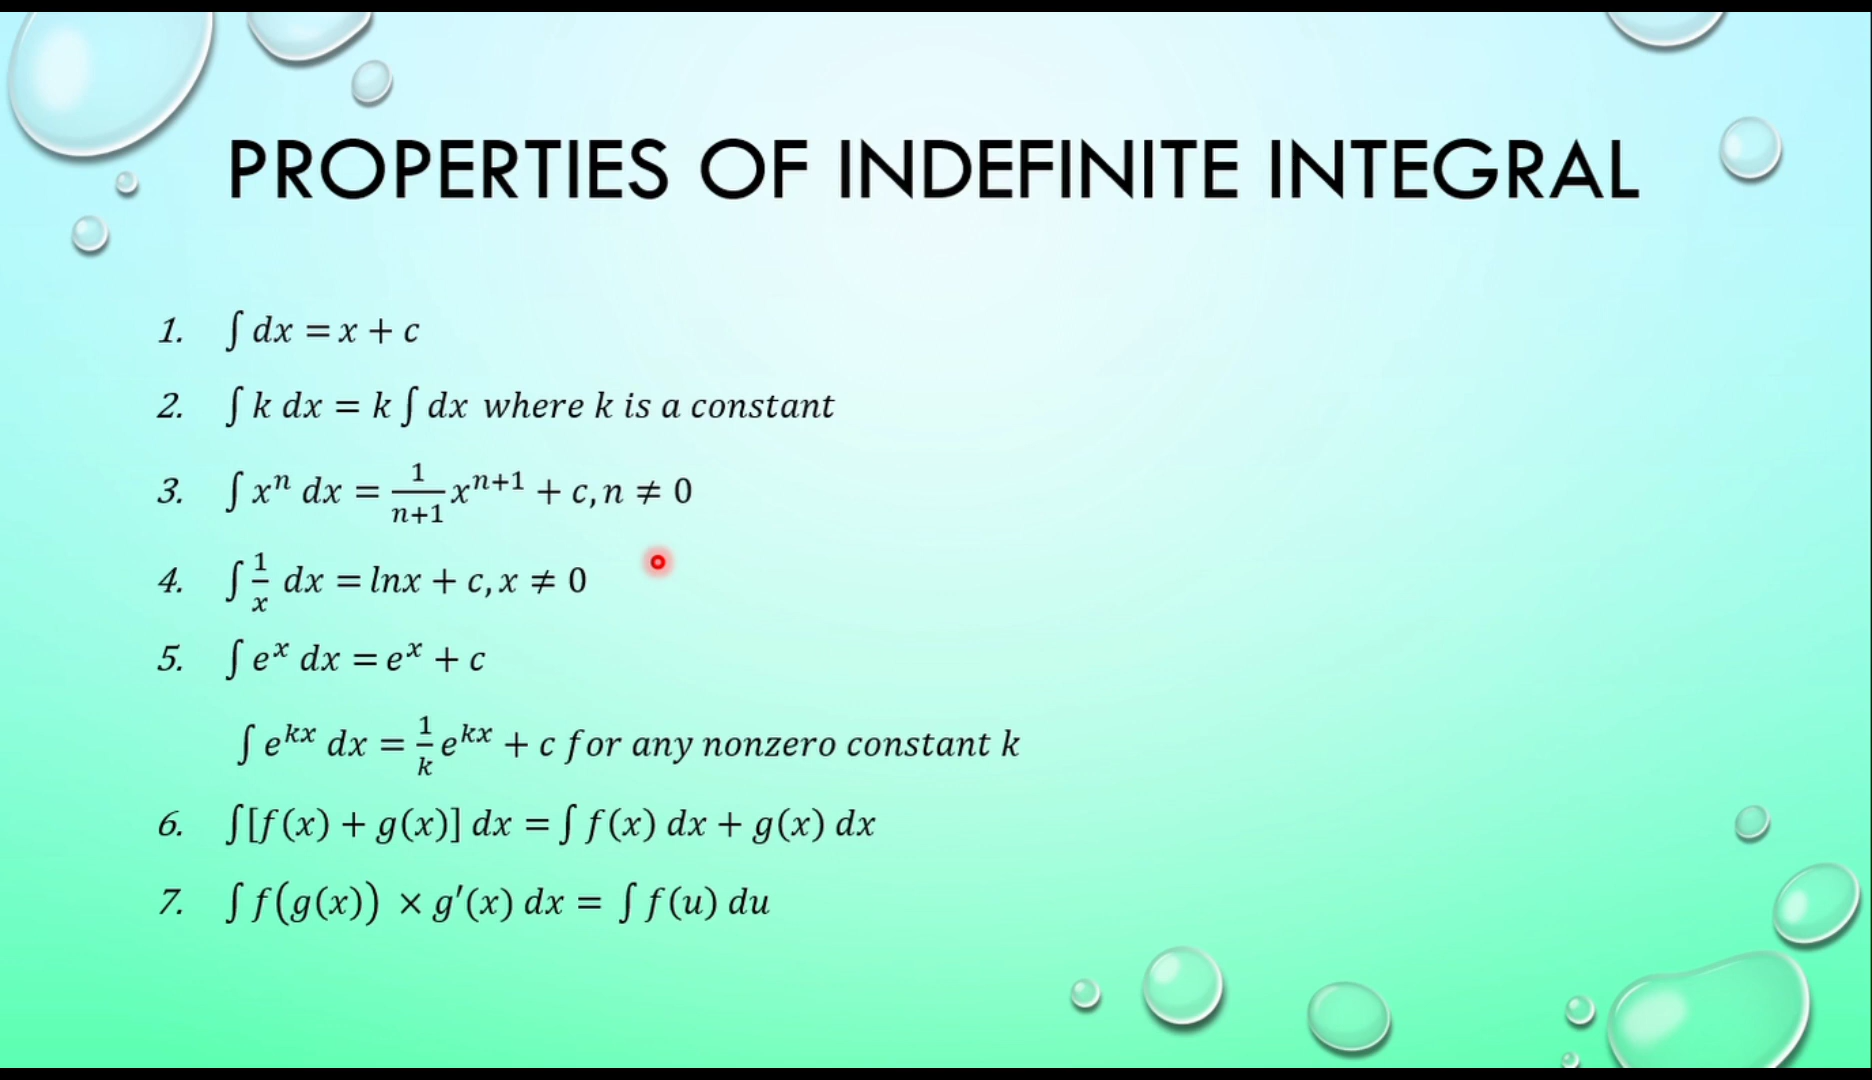 PROPERTIES OF INDEFINITE INTEGRAL
1. ∫ dx = x + c
2. ∫ k dx = k ∫ dx where k is a constant
3. ∫ xⁿ dx = 1/(n+1) xⁿ⁺¹ + c, n ≠ 0
4. ∫ 1/x dx = lnx + c, x ≠ 0
5. ∫ eˣ dx = eˣ + c
∫ eᵏˣ dx = 1/k eᵏˣ + c for any nonzero constant k
6. ∫[f(x) + g(x)] dx = ∫ f(x) dx + g(x) dx
7. ∫ f(g(x)) × g′(x) dx = ∫ f(u) du